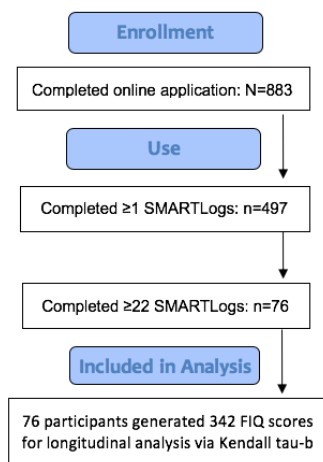 Enrollment
Completed online application: N=883
Use
Completed ≥1 SMARTLogs: n=497
Completed ≥22 SMARTLogs: n=76
Included in Analysis
76 participants generated 342 FIQ scores
for longitudinal analysis via Kendall tau-b